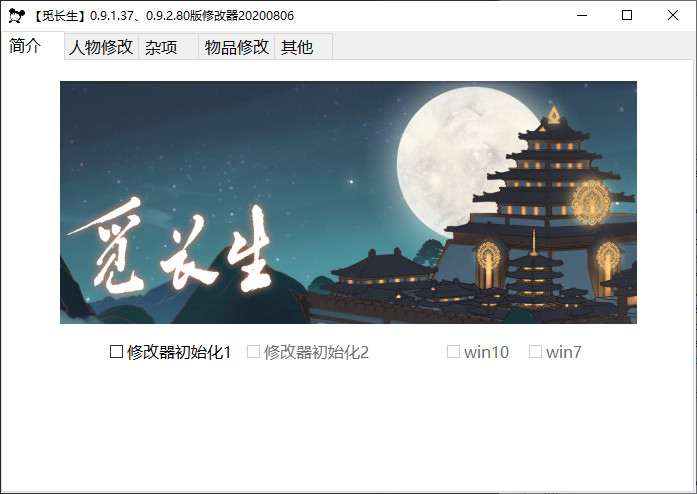 【觅长生】0.9.1.37、0.9.2.80版修改器20200806
简介 人物修改 杂项 物品修改 其他
觅长生
修改器初始化1 修改器初始化2 win10 win7